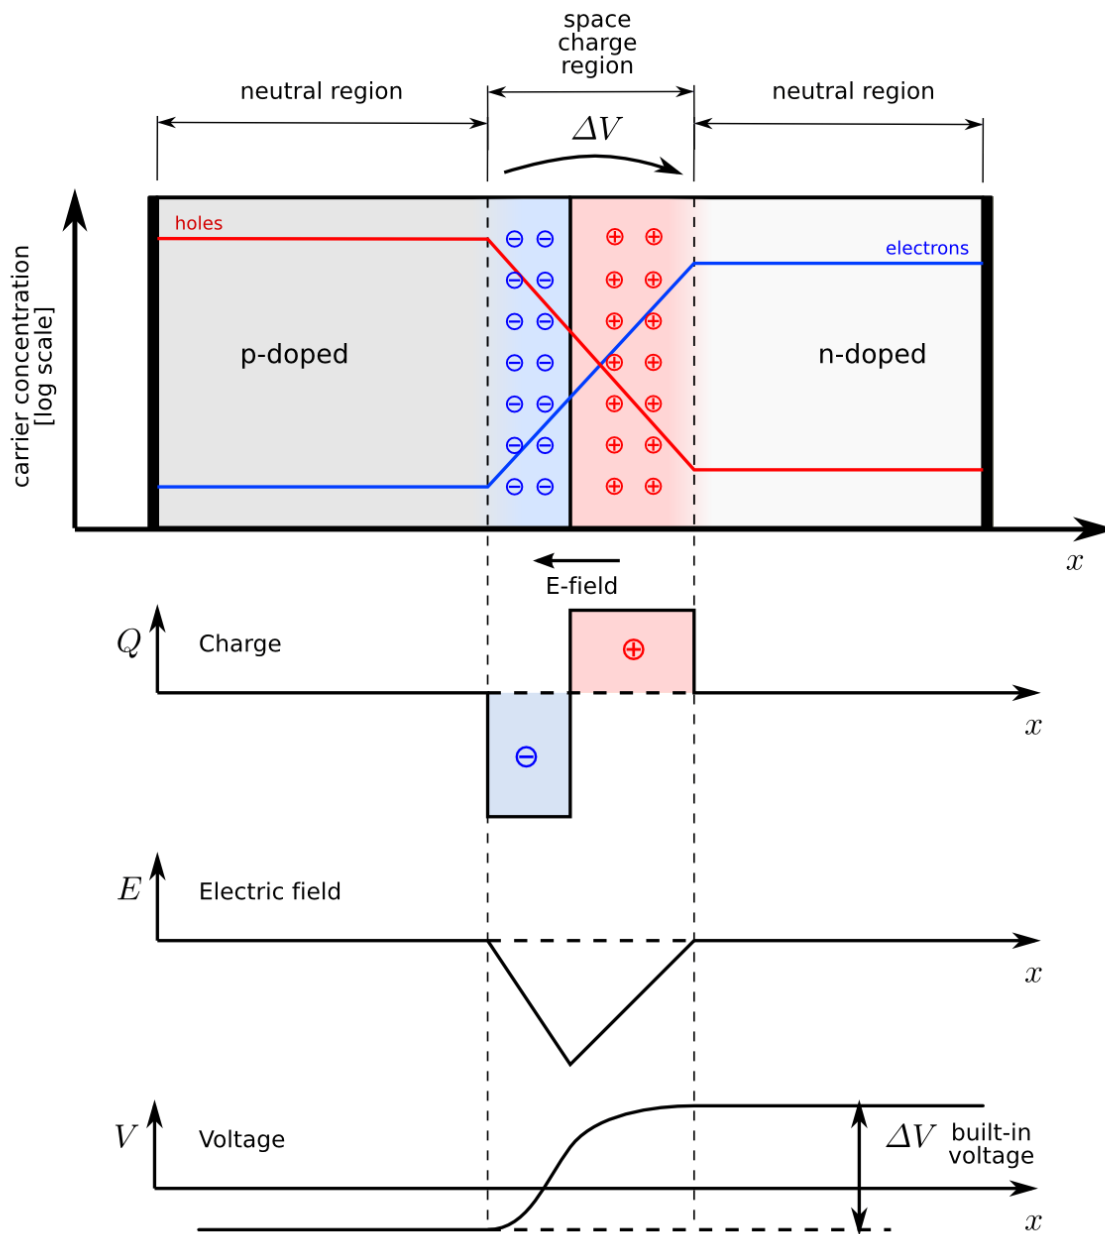 space
charge
region
neutral region
neutral region
ΔV
carrier concentration
[log scale]
holes
electrons
p-doped
n-doped
x
E-field
Q
Charge
x
E
Electric field
x
V
Voltage
ΔV
built-in
voltage
x